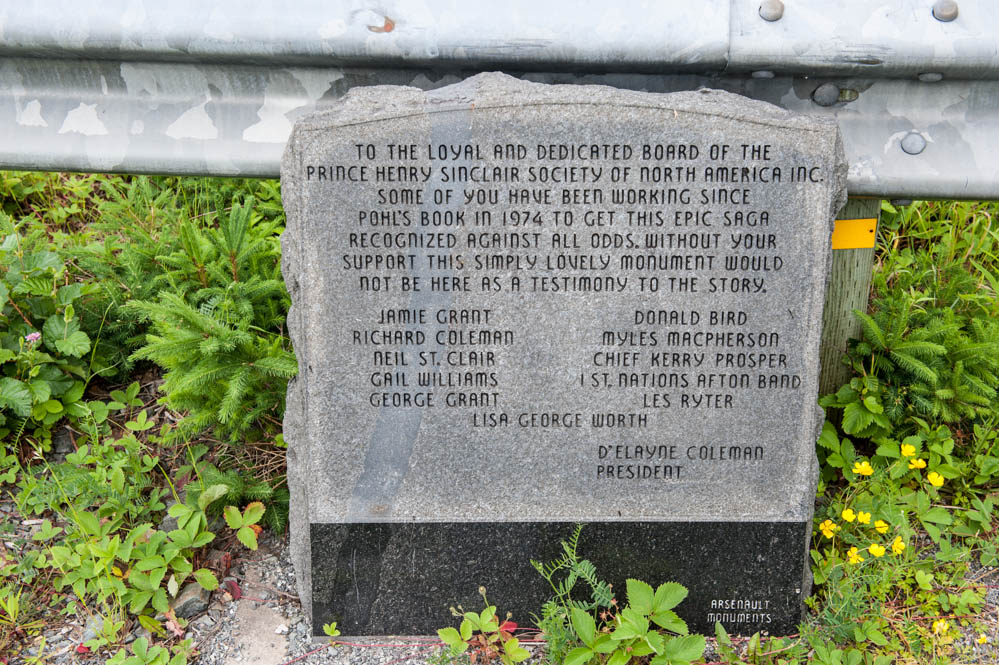 TO THE LOYAL AND DEDICATED BOARD OF THE
PRINCE HENRY SINCLAIR SOCIETY OF NORTH AMERICA INC.
SOME OF YOU HAVE BEEN WORKING SINCE
POHL'S BOOK IN 1974 TO GET THIS EPIC SAGA
RECOGNIZED AGAINST ALL ODDS. WITHOUT YOUR
SUPPORT THIS SIMPLY LOVELY MONUMENT WOULD
NOT BE HERE AS A TESTIMONY TO THE STORY.
JAMIE GRANT
RICHARD COLEMAN
NEIL ST. CLAIR
GAIL WILLIAMS
GEORGE GRANT
DONALD BIRD
MYLES MACPHERSON
CHIEF KERRY PROSPER
1 ST. NATIONS AFTON BAND
LES RYTER
LISA GEORGE WORTH
D'ELAYNE COLEMAN
PRESIDENT
ARSENAULT
MONUMENTS